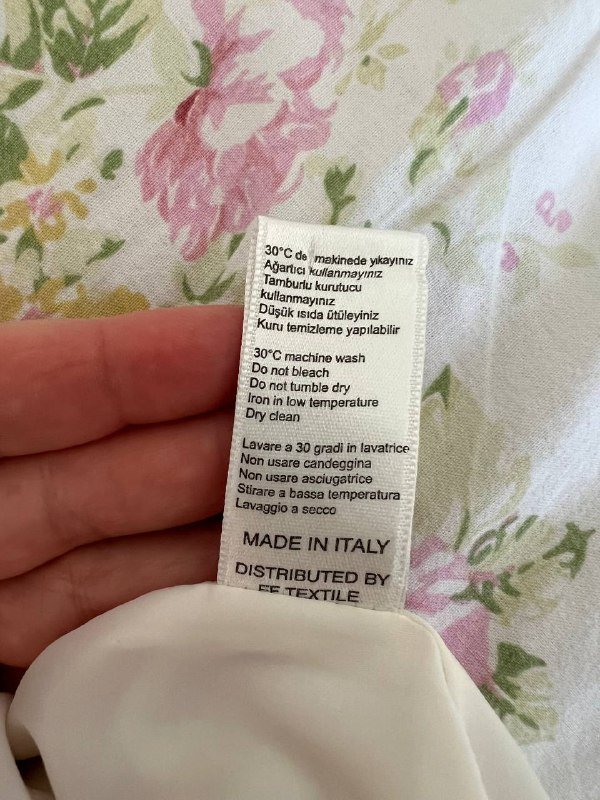 30°C de makinede yıkayınız
Ağartıcı kullanmayınız
Tamburlu kurutucu
kullanmayınız
Düşük ısıda ütüleyiniz
Kuru temizleme yapılabilir
30°C machine wash
Do not bleach
Do not tumble dry
Iron in low temperature
Dry clean
Lavare a 30 gradi in lavatrice
Non usare candeggina
Non usare asciugatrice
Stirare a bassa temperatura
Lavaggio a secco
MADE IN ITALY
DISTRIBUTED BY
TEXTILE